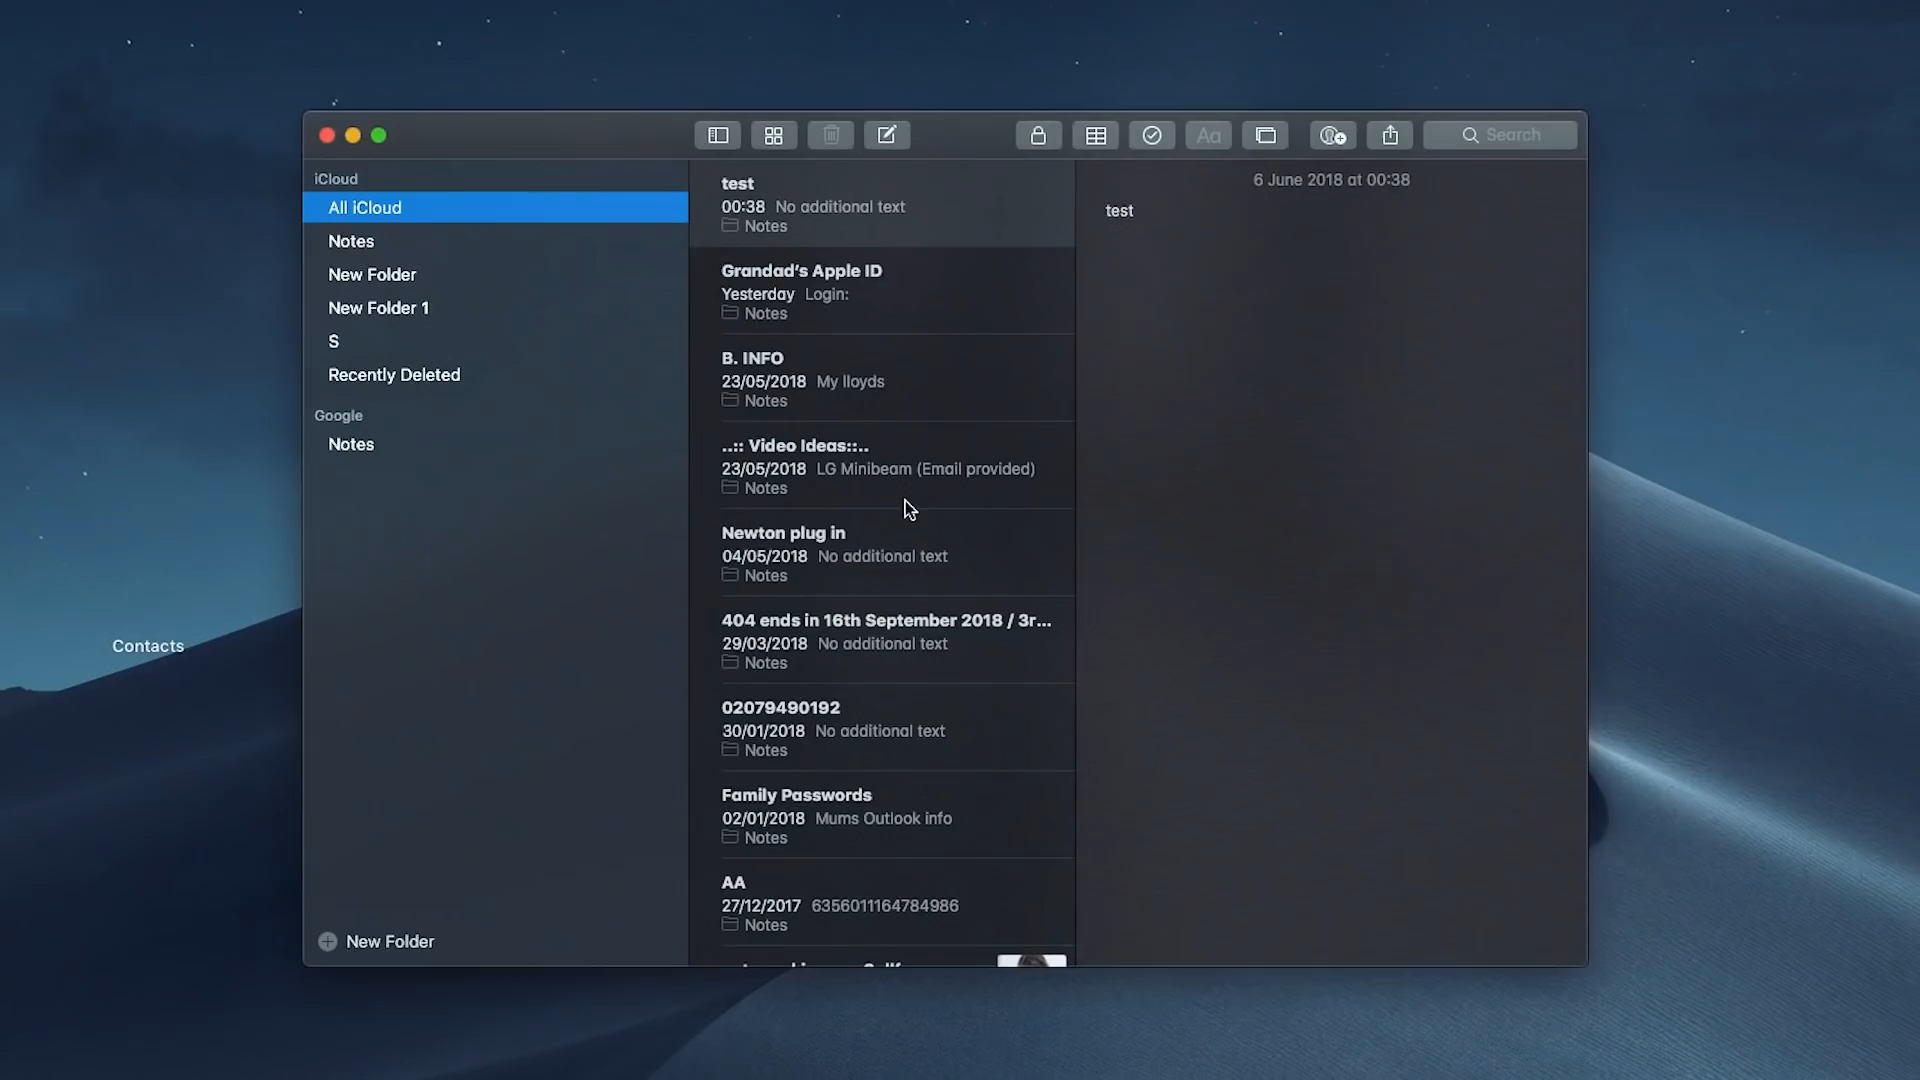 Search
iCloud
All iCloud
Notes
New Folder
New Folder 1
S
Recently Deleted
Google
Notes
New Folder
test
00:38 No additional text
Notes
Grandad's Apple ID
Yesterday Login:
Notes
B. INFO
23/05/2018 My lloyds
Notes
..:: Video Ideas::..
23/05/2018 LG Minibeam (Email provided)
Notes
Newton plug in
04/05/2018 No additional text
Notes
404 ends in 16th September 2018 / 3r...
29/03/2018 No additional text
Notes
02079490192
30/01/2018 No additional text
Notes
Family Passwords
02/01/2018 Mums Outlook info
Notes
AA
27/12/2017 6356011164784986
Notes
6 June 2018 at 00:38
test
Aa
Contacts